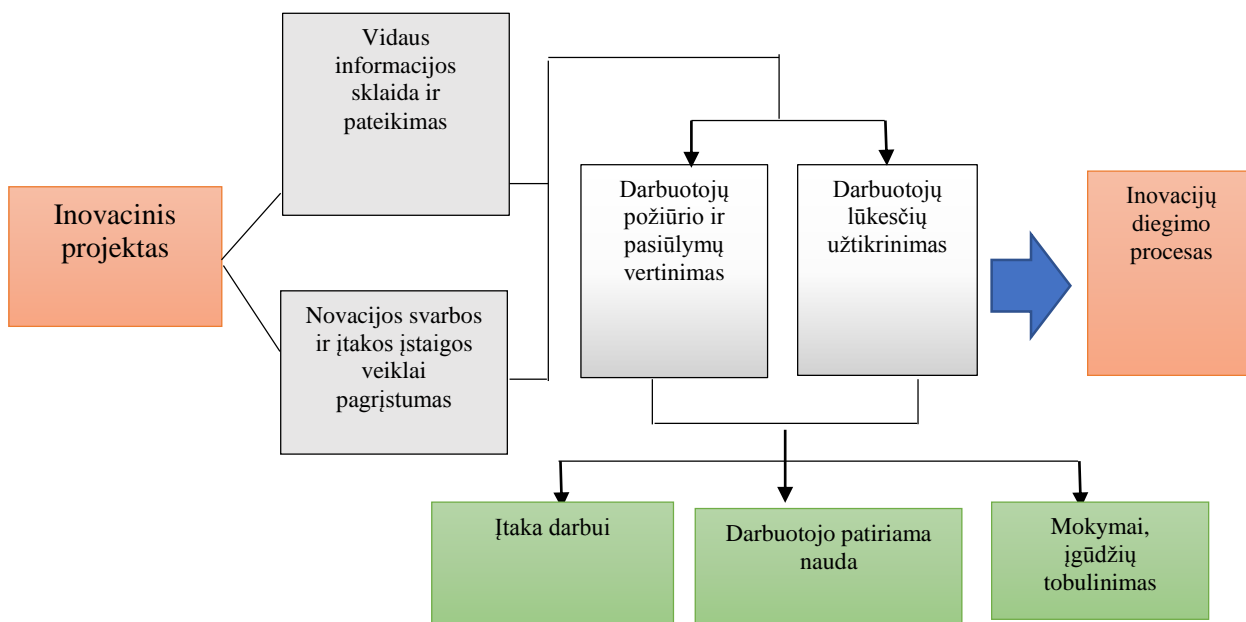 Vidaus
informacijos
sklaida ir
pateikimas
Inovacinis
projektas
Novacijos svarbos
ir įtakos įstaigos
veiklai
pagrįstumas
Darbuotojų
požiūrio ir
pasiūlymų
vertinimas
Darbuotojų
lūkesčių
užtikrinimas
Inovacijų
diegimo
procesas
Įtaka darbui
Darbuotojo patiriama
nauda
Mokymai,
įgūdžių
tobulinimas